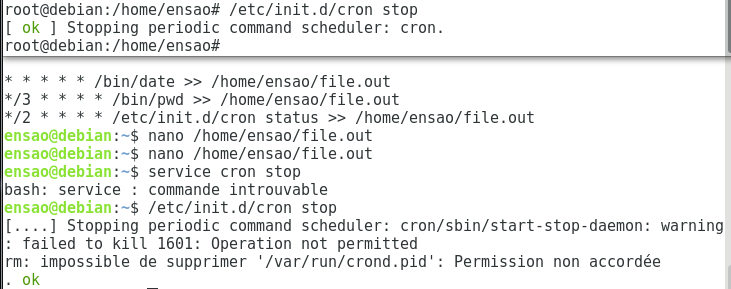 root@debian:/home/ensao# /etc/init.d/cron stop
[ ok ] Stopping periodic command scheduler: cron.
root@debian:/home/ensao#
* * * * * /bin/date >> /home/ensao/file.out
*/3 * * * * /bin/pwd >> /home/ensao/file.out
*/2 * * * * /etc/init.d/cron status >> /home/ensao/file.out
ensao@debian:~$ nano /home/ensao/file.out
ensao@debian:~$ nano /home/ensao/file.out
ensao@debian:~$ service cron stop
bash: service : commande introuvable
ensao@debian:~$ /etc/init.d/cron stop
[....] Stopping periodic command scheduler: cron/sbin/start-stop-daemon: warning
: failed to kill 1601: Operation not permitted
rm: impossible de supprimer '/var/run/crond.pid': Permission non accordée
. ok